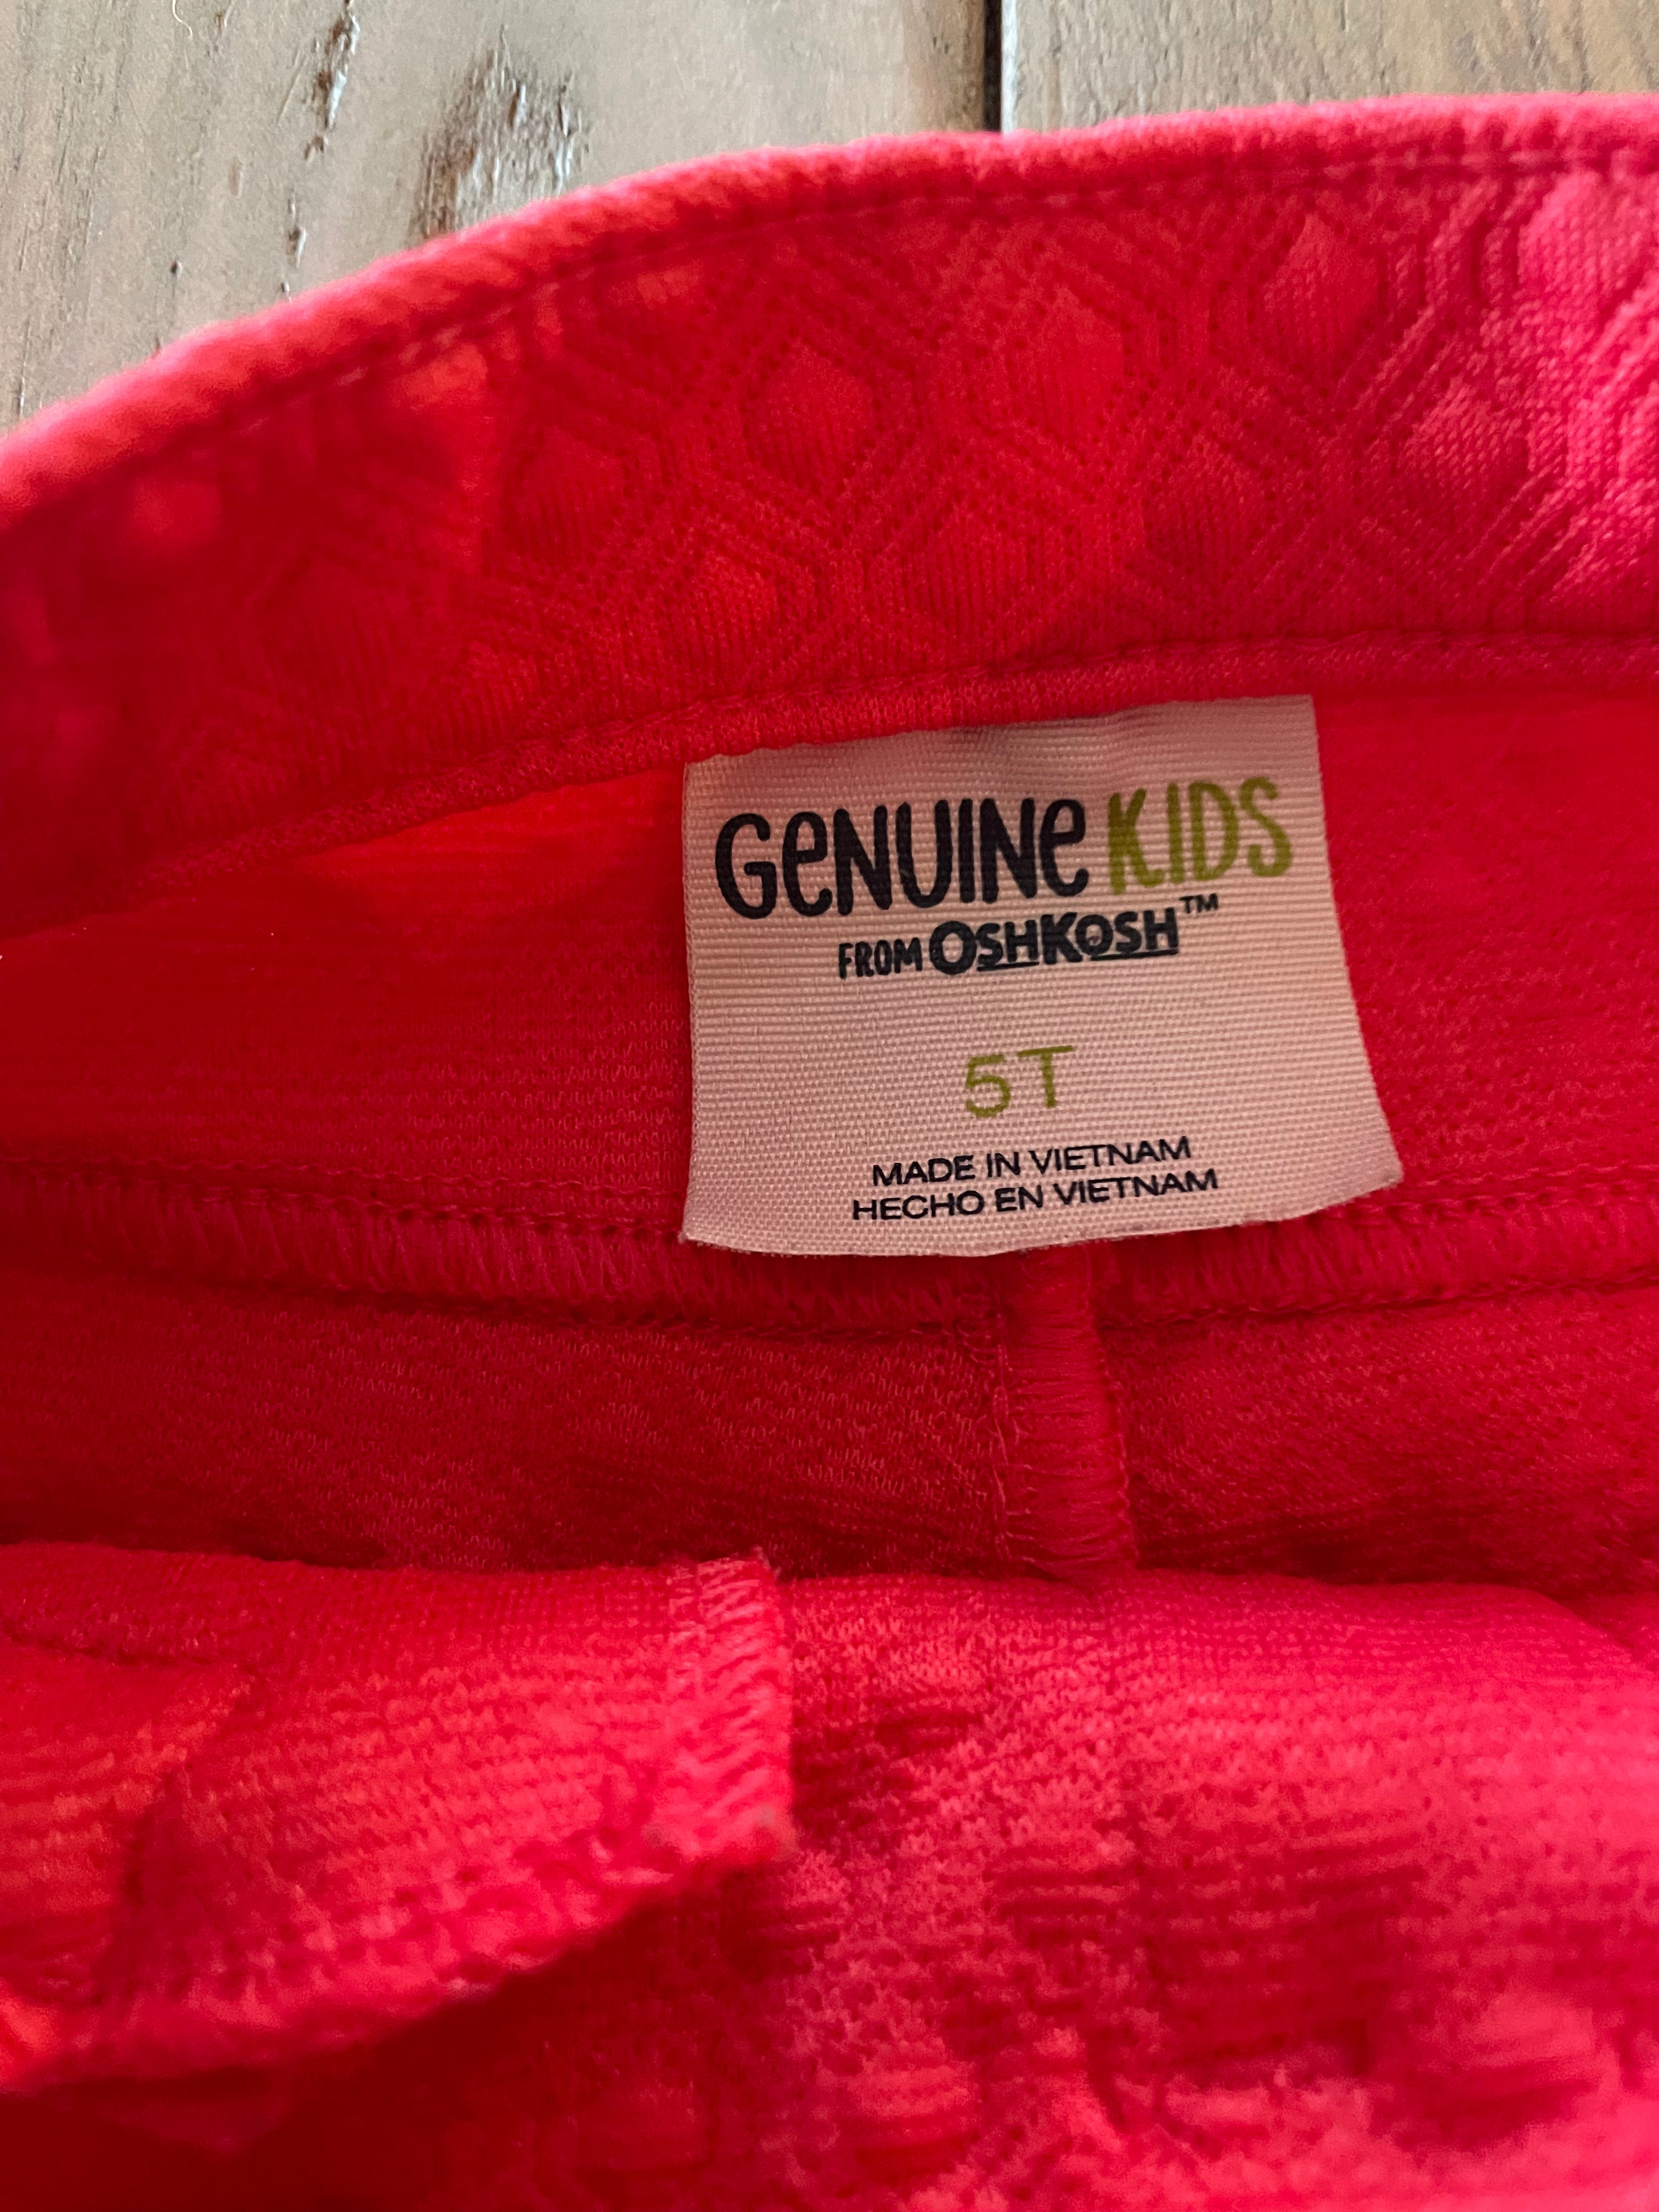 GENUINE KIDS
FROM OSHKOSH™
5T
MADE IN VIETNAM
HECHO EN VIETNAM